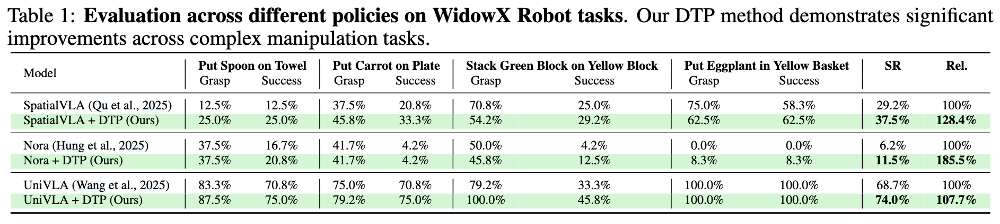 Table 1: Evaluation across different policies on WidowX Robot tasks. Our DTP method demonstrates significant
improvements across complex manipulation tasks.
Model Put Spoon on Towel Put Carrot on Plate Stack Green Block on Yellow Block Put Eggplant in Yellow Basket SR Rel.
Grasp Success Grasp Success Grasp Success Grasp Success
SpatialVLA (Qu et al., 2025) 12.5% 12.5% 37.5% 20.8% 70.8% 25.0% 75.0% 58.3% 29.2% 100%
SpatialVLA + DTP (Ours) 25.0% 25.0% 45.8% 33.3% 54.2% 29.2% 62.5% 62.5% 37.5% 128.4%
Nora (Hung et al., 2025) 37.5% 16.7% 41.7% 4.2% 50.0% 4.2% 0.0% 0.0% 6.2% 100%
Nora + DTP (Ours) 37.5% 20.8% 41.7% 4.2% 45.8% 12.5% 8.3% 8.3% 11.5% 185.5%
UniVLA (Wang et al., 2025) 83.3% 70.8% 75.0% 70.8% 79.2% 33.3% 100.0% 100.0% 68.7% 100%
UniVLA + DTP (Ours) 87.5% 75.0% 79.2% 75.0% 100.0% 45.8% 100.0% 100.0% 74.0% 107.7%